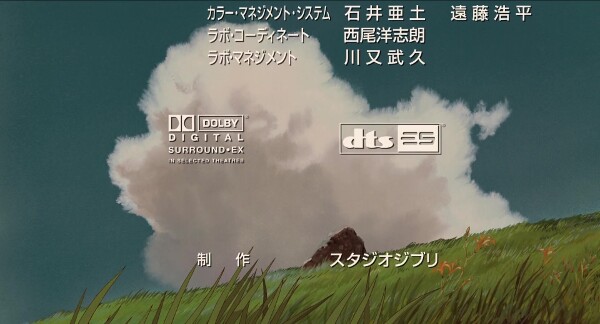 カラー・マネジメント・システム 石井亜土 遠藤浩平
ラボ・コーディネート 西尾洋志朗
ラボ・マネジメント 川又武久
DOLBY
DIGITAL
SURROUND•EX
IN SELECTED THEATRES
dts ES
制作 スタジオジブリ